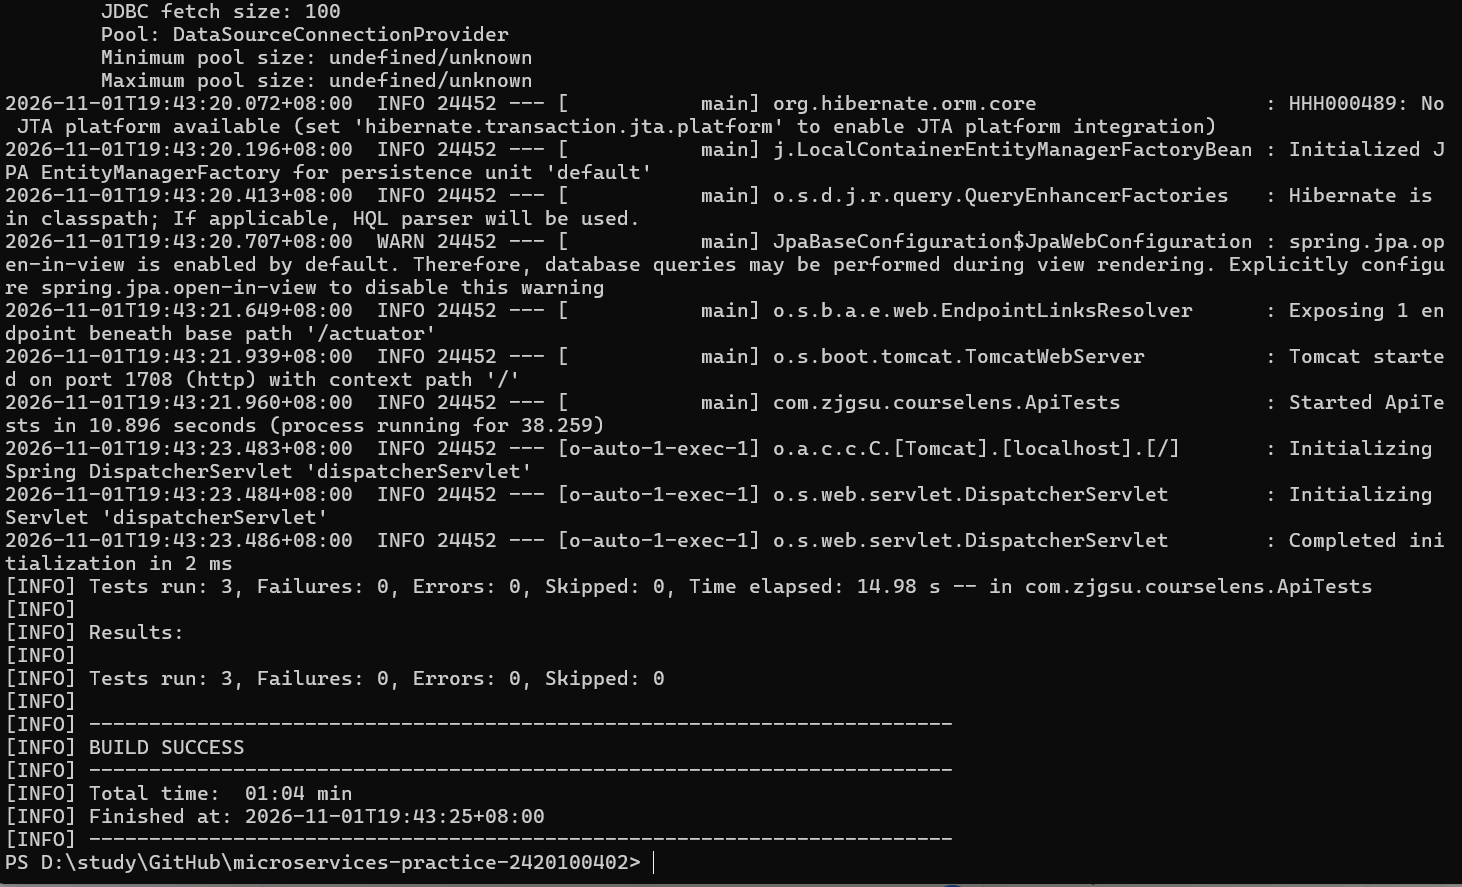 JDBC fetch size: 100
        Pool: DataSourceConnectionProvider
        Minimum pool size: undefined/unknown
        Maximum pool size: undefined/unknown
2026-11-01T19:43:20.072+08:00  INFO 24452 --- [           main] org.hibernate.orm.core                   : HHH000489: No
 JTA platform available (set 'hibernate.transaction.jta.platform' to enable JTA platform integration)
2026-11-01T19:43:20.196+08:00  INFO 24452 --- [           main] j.LocalContainerEntityManagerFactoryBean : Initialized J
PA EntityManagerFactory for persistence unit 'default'
2026-11-01T19:43:20.413+08:00  INFO 24452 --- [           main] o.s.d.j.r.query.QueryEnhancerFactories   : Hibernate is 
in classpath; If applicable, HQL parser will be used.
2026-11-01T19:43:20.707+08:00  WARN 24452 --- [           main] JpaBaseConfiguration$JpaWebConfiguration : spring.jpa.op
en-in-view is enabled by default. Therefore, database queries may be performed during view rendering. Explicitly configu
re spring.jpa.open-in-view to disable this warning
2026-11-01T19:43:21.649+08:00  INFO 24452 --- [           main] o.s.b.a.e.web.EndpointLinksResolver      : Exposing 1 en
dpoint beneath base path '/actuator'
2026-11-01T19:43:21.939+08:00  INFO 24452 --- [           main] o.s.boot.tomcat.TomcatWebServer          : Tomcat starte
d on port 1708 (http) with context path '/'
2026-11-01T19:43:21.960+08:00  INFO 24452 --- [           main] com.zjgsu.courselens.ApiTests            : Started ApiTe
sts in 10.896 seconds (process running for 38.259)
2026-11-01T19:43:23.483+08:00  INFO 24452 --- [o-auto-1-exec-1] o.a.c.c.C.[Tomcat].[localhost].[/]       : Initializing 
Spring DispatcherServlet 'dispatcherServlet'
2026-11-01T19:43:23.484+08:00  INFO 24452 --- [o-auto-1-exec-1] o.s.web.servlet.DispatcherServlet        : Initializing 
Servlet 'dispatcherServlet'
2026-11-01T19:43:23.486+08:00  INFO 24452 --- [o-auto-1-exec-1] o.s.web.servlet.DispatcherServlet        : Completed ini
tialization in 2 ms
[INFO] Tests run: 3, Failures: 0, Errors: 0, Skipped: 0, Time elapsed: 14.98 s -- in com.zjgsu.courselens.ApiTests
[INFO]
[INFO] Results:
[INFO]
[INFO] Tests run: 3, Failures: 0, Errors: 0, Skipped: 0
[INFO]
[INFO] ------------------------------------------------------------------------
[INFO] BUILD SUCCESS
[INFO] ------------------------------------------------------------------------
[INFO] Total time:  01:04 min
[INFO] Finished at: 2026-11-01T19:43:25+08:00
[INFO] ------------------------------------------------------------------------
PS D:\study\GitHub\microservices-practice-2420100402>